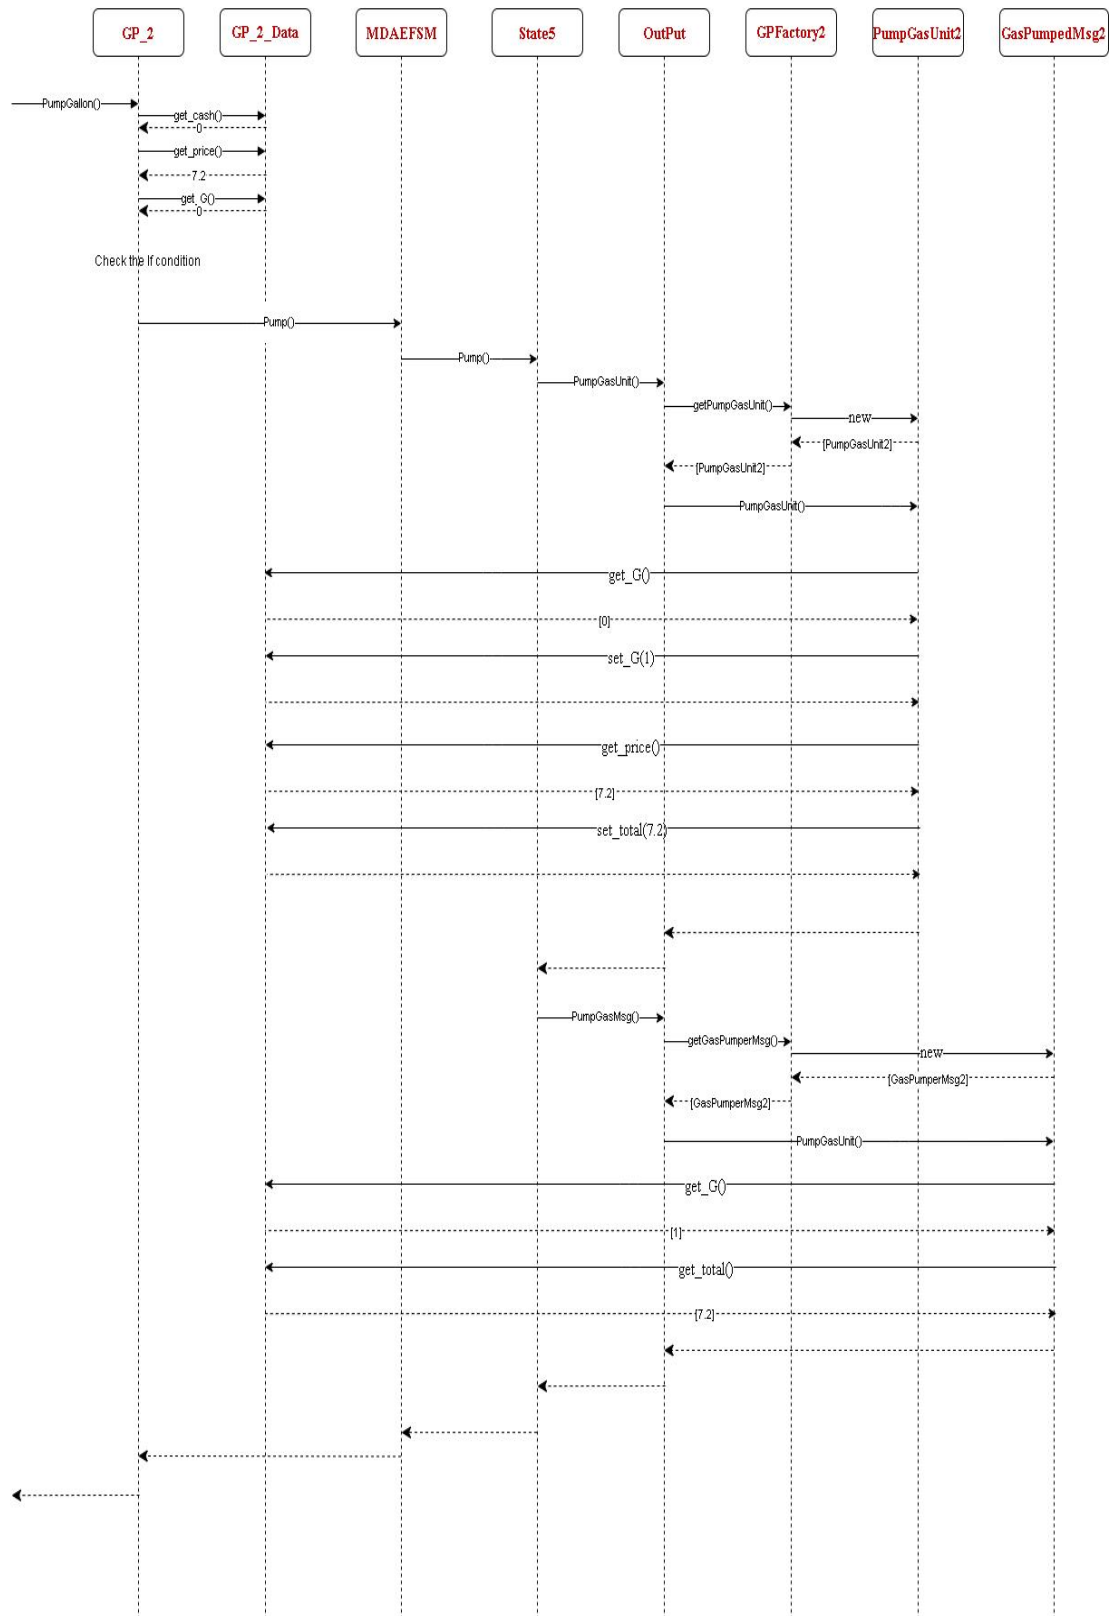 GP_2 GP_2_Data MDAEFSM State5 OutPut GPFactory2 PumpGasUnit2 GasPumpedMsg2
PumpGallon()
get_cash()
0
get_price()
7.2
get_G()
0
Check the If condition
Pump()
Pump()
PumpGasUnit()
getPumpGasUnit()
new
[PumpGasUnit2]
[PumpGasUnit2]
PumpGasUnit()
get_G()
[0]
set_G(1)
get_price()
[7.2]
set_total(7.2)
PumpGasMsg()
getGasPumperMsg()
new
[GasPumperMsg2]
[GasPumperMsg2]
PumpGasUnit()
get_G()
[1]
get_total()
[7.2]